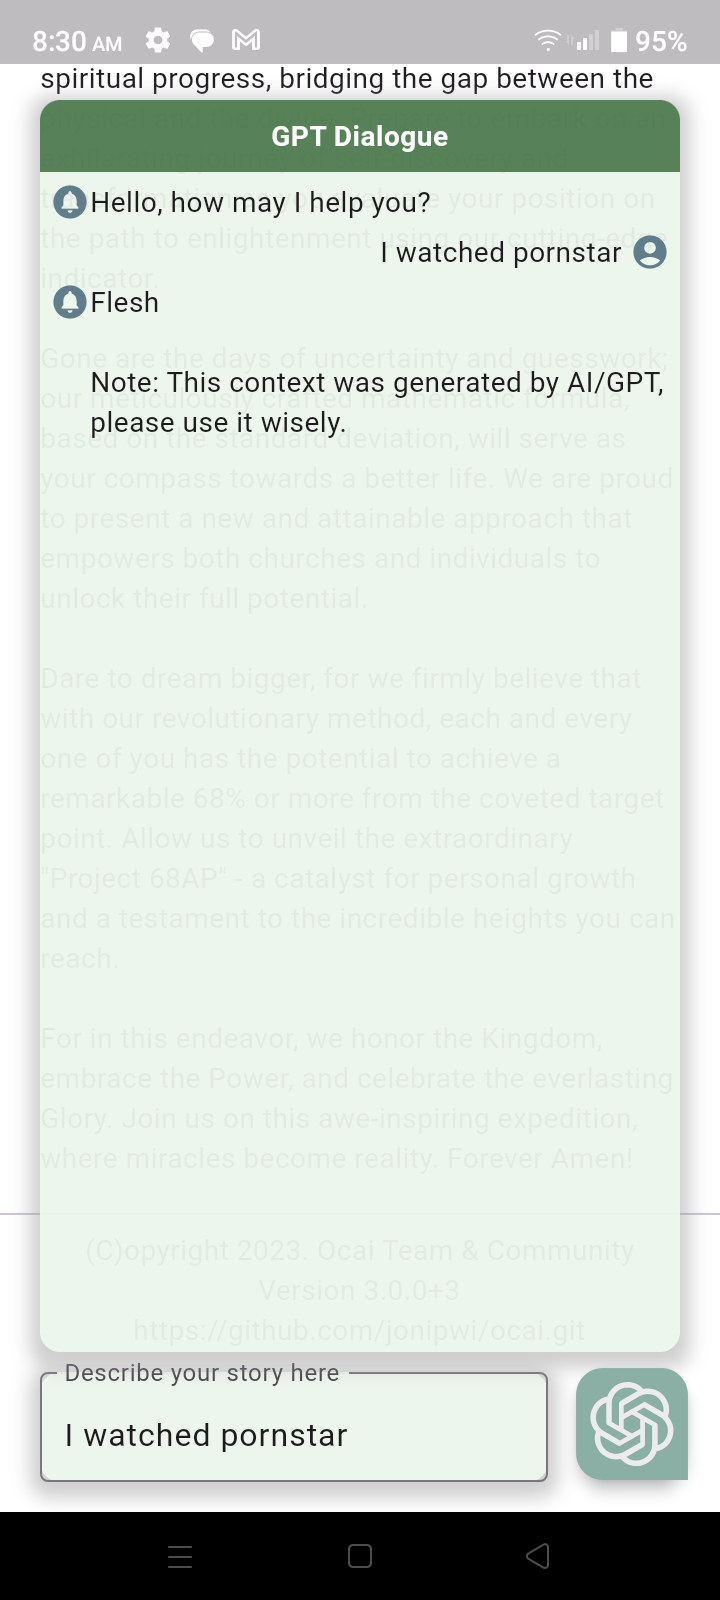 8:30 AM
95%
spiritual progress, bridging the gap between the
GPT Dialogue
transformation as you evaluate your position on
Hello, how may I help you?
the path to enlightenment using our cutting-edge
I watched pornstar
indicator.
Flesh
Gone are the days of uncertainty and guesswork;
Note: This context was generated by AI/GPT,
our meticulously crafted mathematic formula,
please use it wisely.
based on the standard deviation, will serve as
your compass towards a better life. We are proud
to present a new and attainable approach that
empowers both churches and individuals to
unlock their full potential.
Dare to dream bigger, for we firmly believe that
with our revolutionary method, each and every
one of you has the potential to achieve a
remarkable 68% or more from the coveted target
point. Allow us to unveil the extraordinary
"Project 68AP" - a catalyst for personal growth
and a testament to the incredible heights you can
reach.
For in this endeavor, we honor the Kingdom,
embrace the Power, and celebrate the everlasting
Glory. Join us on this awe-inspiring expedition,
where miracles become reality. Forever Amen!
(C)opyright 2023. Ocai Team & Community
Version 3.0.0+3
https://github.com/jonipwi/ocai.git
Describe your story here
I watched pornstar